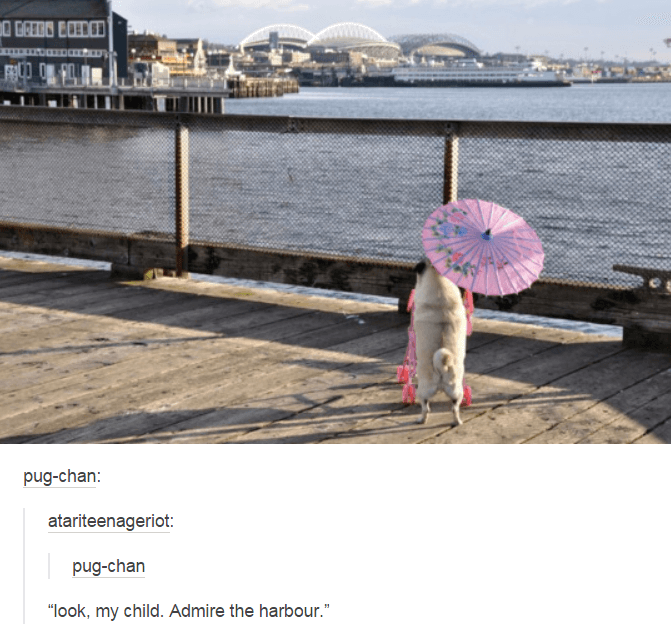 pug-chan:
atariteenageriot:
pug-chan
“look, my child. Admire the harbour.”